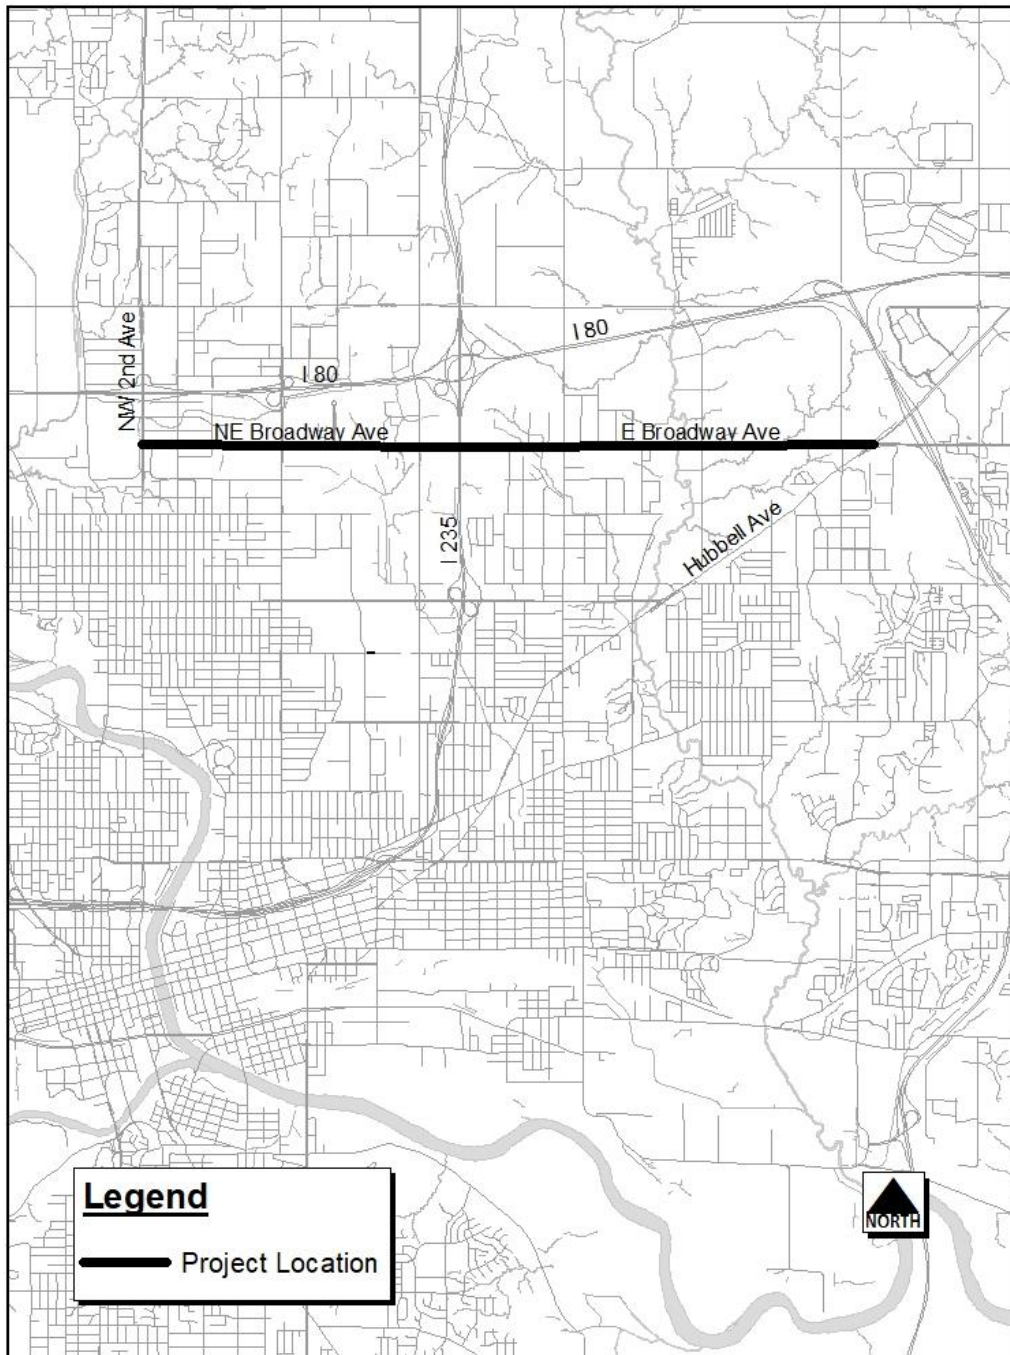 I 80
NW 2nd Ave
I 80
NE Broadway Ave
E Broadway Ave
I 235
Hubbell Ave
Legend
Project Location
NORTH